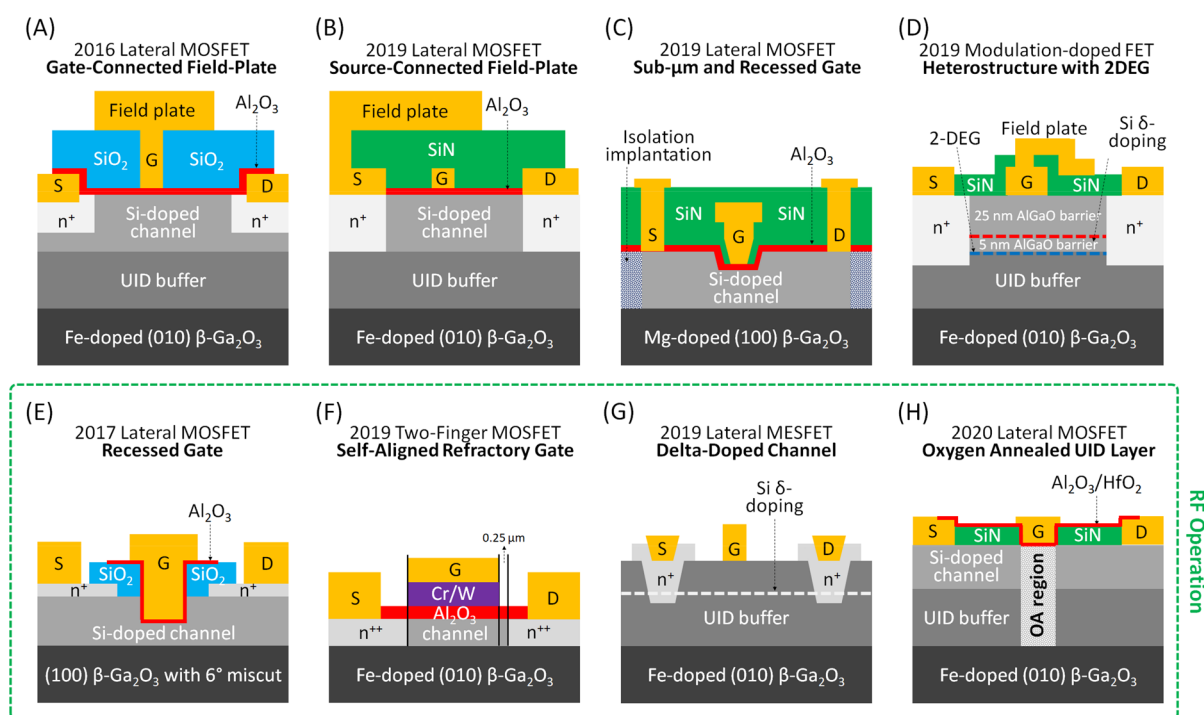 (A)
2016 Lateral MOSFET
Gate-Connected Field-Plate
Al₂O₃
Field plate
SiO₂
G
SiO₂
S
D
n⁺
Si-doped
channel
n⁺
UID buffer
Fe-doped (010) β-Ga₂O₃
(B)
2019 Lateral MOSFET
Source-Connected Field-Plate
Al₂O₃
Field plate
SiN
S
G
D
n⁺
Si-doped
channel
n⁺
UID buffer
Fe-doped (010) β-Ga₂O₃
(C)
2019 Lateral MOSFET
Sub-μm and Recessed Gate
Isolation
implantation
Al₂O₃
SiN
SiN
S
G
D
Si-doped
channel
Mg-doped (100) β-Ga₂O₃
(D)
2019 Modulation-doped FET
Heterostructure with 2DEG
Si δ-
doping
2-DEG
Field plate
S
SiN
G
SiN
D
n⁺
25 nm AlGaO barrier
n⁺
5 nm AlGaO barrier
UID buffer
Fe-doped (010) β-Ga₂O₃
(E)
2017 Lateral MOSFET
Recessed Gate
Al₂O₃
S
G
D
SiO₂
SiO₂
n⁺
n⁺
Si-doped channel
(100) β-Ga₂O₃ with 6° miscut
(F)
2019 Two-Finger MOSFET
Self-Aligned Refractory Gate
0.25 μm
G
S
Cr/W
D
Al₂O₃
n⁺⁺
channel
n⁺⁺
Fe-doped (010) β-Ga₂O₃
(G)
2019 Lateral MESFET
Delta-Doped Channel
Si δ-
doping
S
G
D
n⁺
n⁺
UID buffer
Fe-doped (010) β-Ga₂O₃
(H)
2020 Lateral MOSFET
Oxygen Annealed UID Layer
Al₂O₃/HfO₂
S
SiN
G
SiN
D
Si-doped
channel
UID buffer
OA region
Fe-doped (010) β-Ga₂O₃
RF Operation